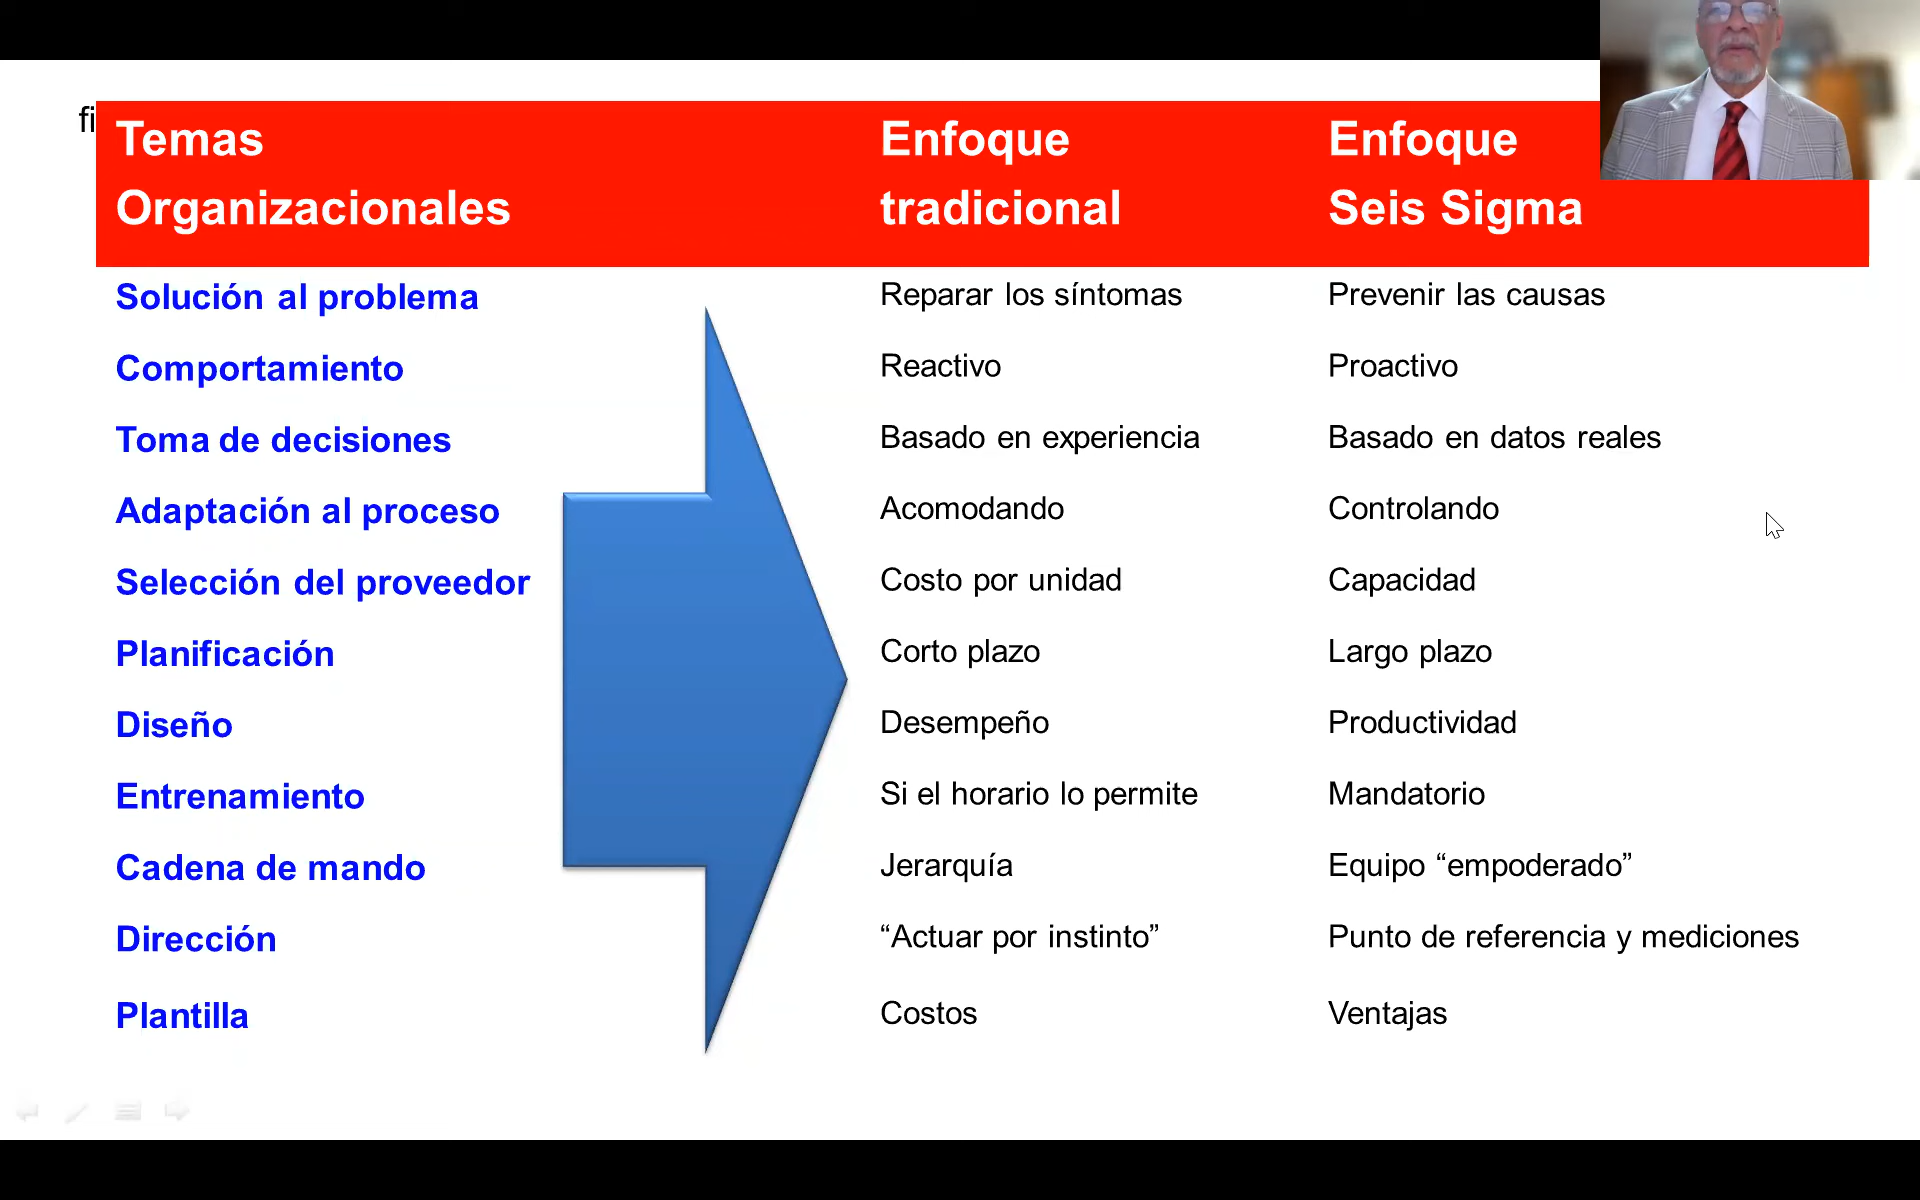 fi
Temas Enfoque Enfoque
Organizacionales tradicional Seis Sigma
Solución al problema Reparar los síntomas Prevenir las causas
Comportamiento Reactivo Proactivo
Toma de decisiones Basado en experiencia Basado en datos reales
Adaptación al proceso Acomodando Controlando
Selección del proveedor Costo por unidad Capacidad
Planificación Corto plazo Largo plazo
Diseño Desempeño Productividad
Entrenamiento Si el horario lo permite Mandatorio
Cadena de mando Jerarquía Equipo “empoderado”
Dirección “Actuar por instinto” Punto de referencia y mediciones
Plantilla Costos Ventajas